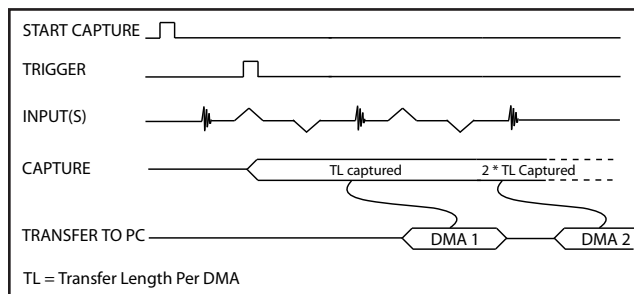 START CAPTURE
TRIGGER
INPUT(S)
CAPTURE
TL captured
2 * TL Captured
TRANSFER TO PC
DMA 1
DMA 2
TL = Transfer Length Per DMA